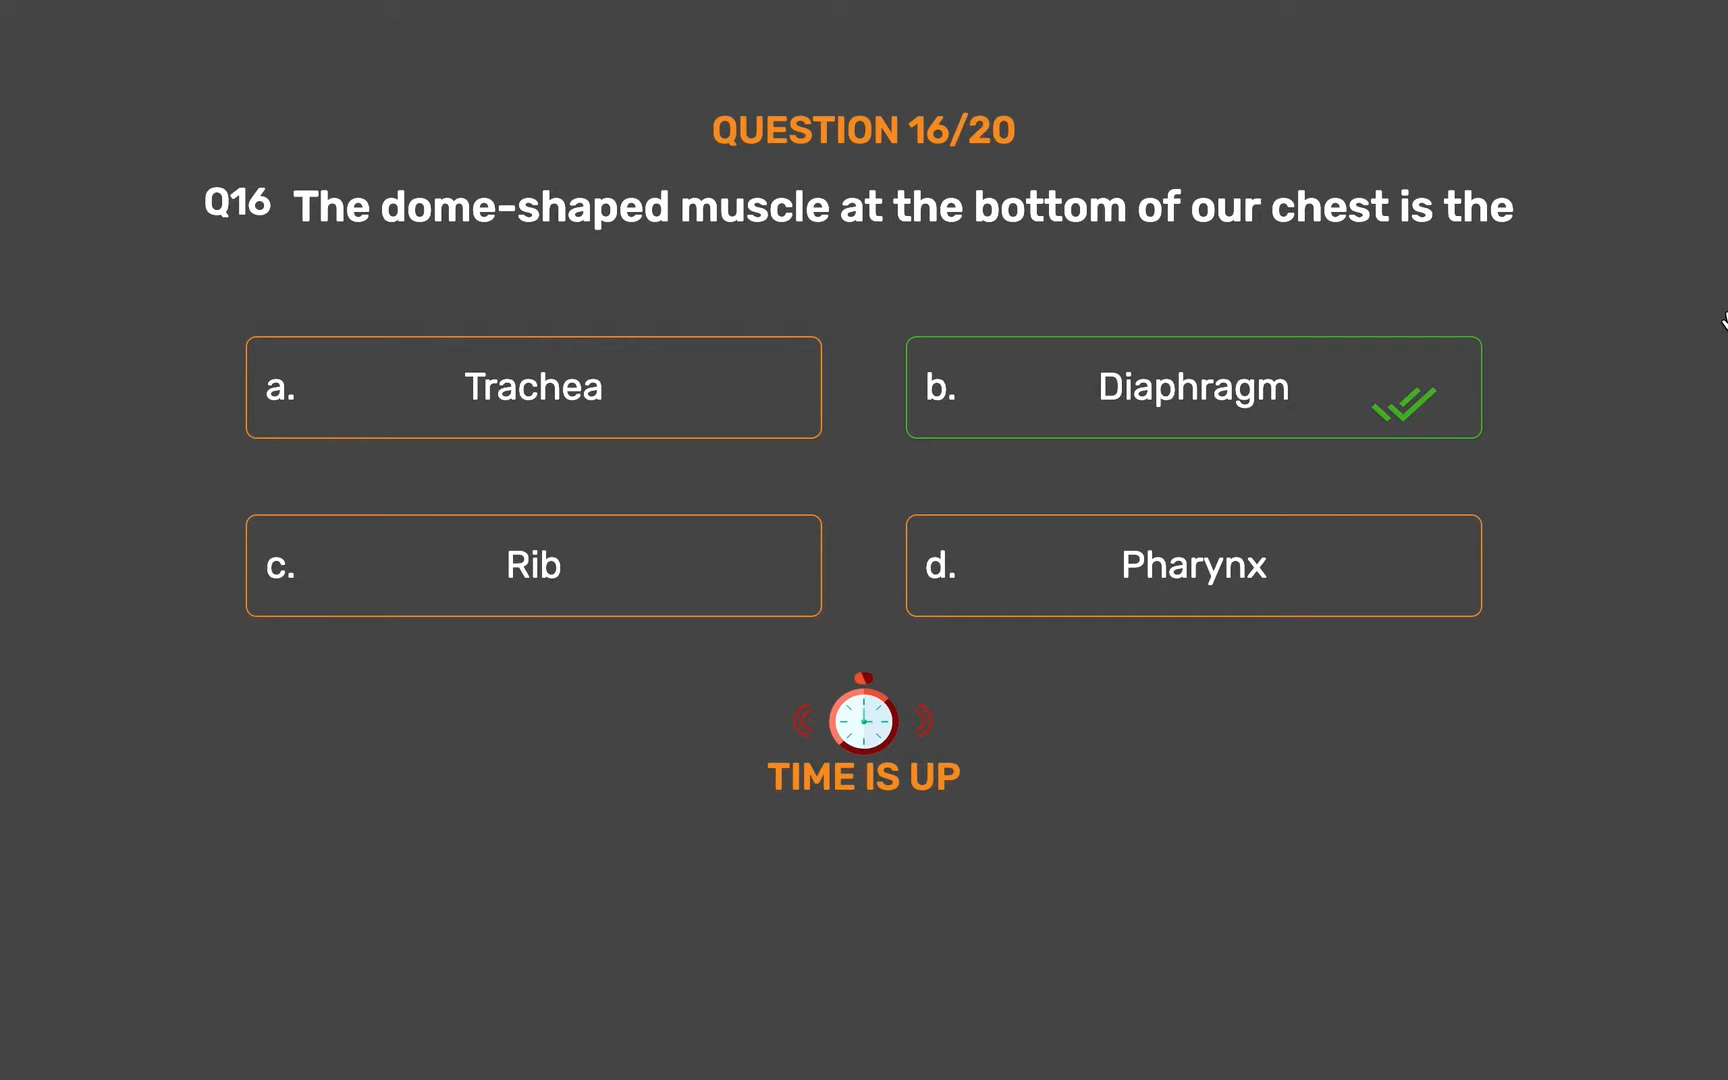 QUESTION 16/20
Q16 The dome-shaped muscle at the bottom of our chest is the
a. Trachea
b. Diaphragm
c. Rib
d. Pharynx
TIME IS UP